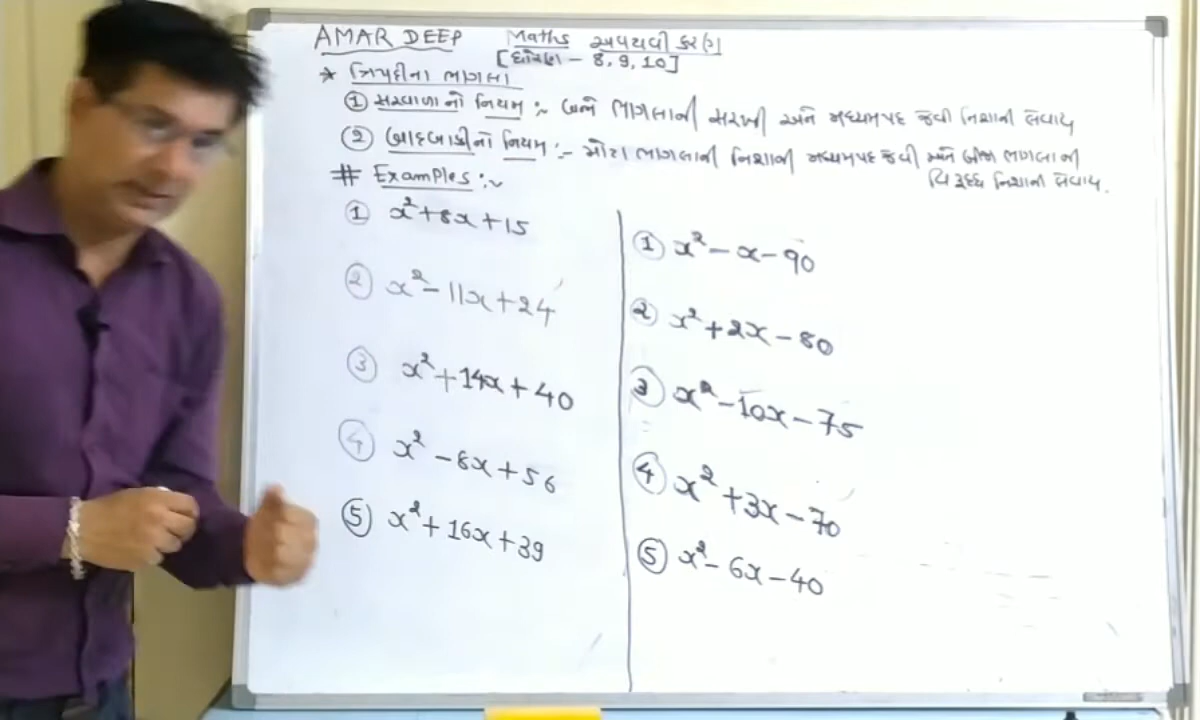 AMAR DEEP Maths અવયવીકરણ
[ધોરણ - 8, 9, 10]
* ત્રિપદીના ભાગલા
① સરવાળાનો નિયમ :- બન્ને ભાગલાની સરખી અને મધ્યમપદ જેવી નિશાની લેવાય
② બાદબાકીનો નિયમ :- મોટા ભાગલાની નિશાની મધ્યમપદ જેવી અને બીજા ભાગલાની
વિરૂદ્ધ નિશાની લેવાય.
# Examples :~
① x²+8x+15
② x²-11x+24
③ x²+14x+40
④ x²-8x+56
⑤ x²+16x+39
① x²-x-90
② x²+2x-80
③ x²-10x-75
④ x²+3x-70
⑤ x²-6x-40